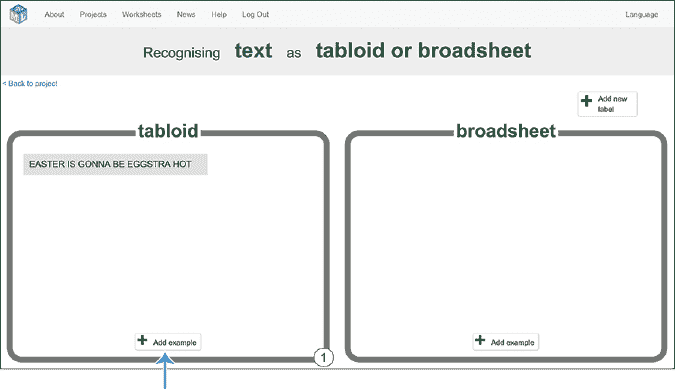 About Projects Worksheets News Help Log Out Language
Recognising text as tabloid or broadsheet
< Back to project
+ Add new
label
tabloid
broadsheet
EASTER IS GONNA BE EGGSTRA HOT
+ Add example
1
+ Add example